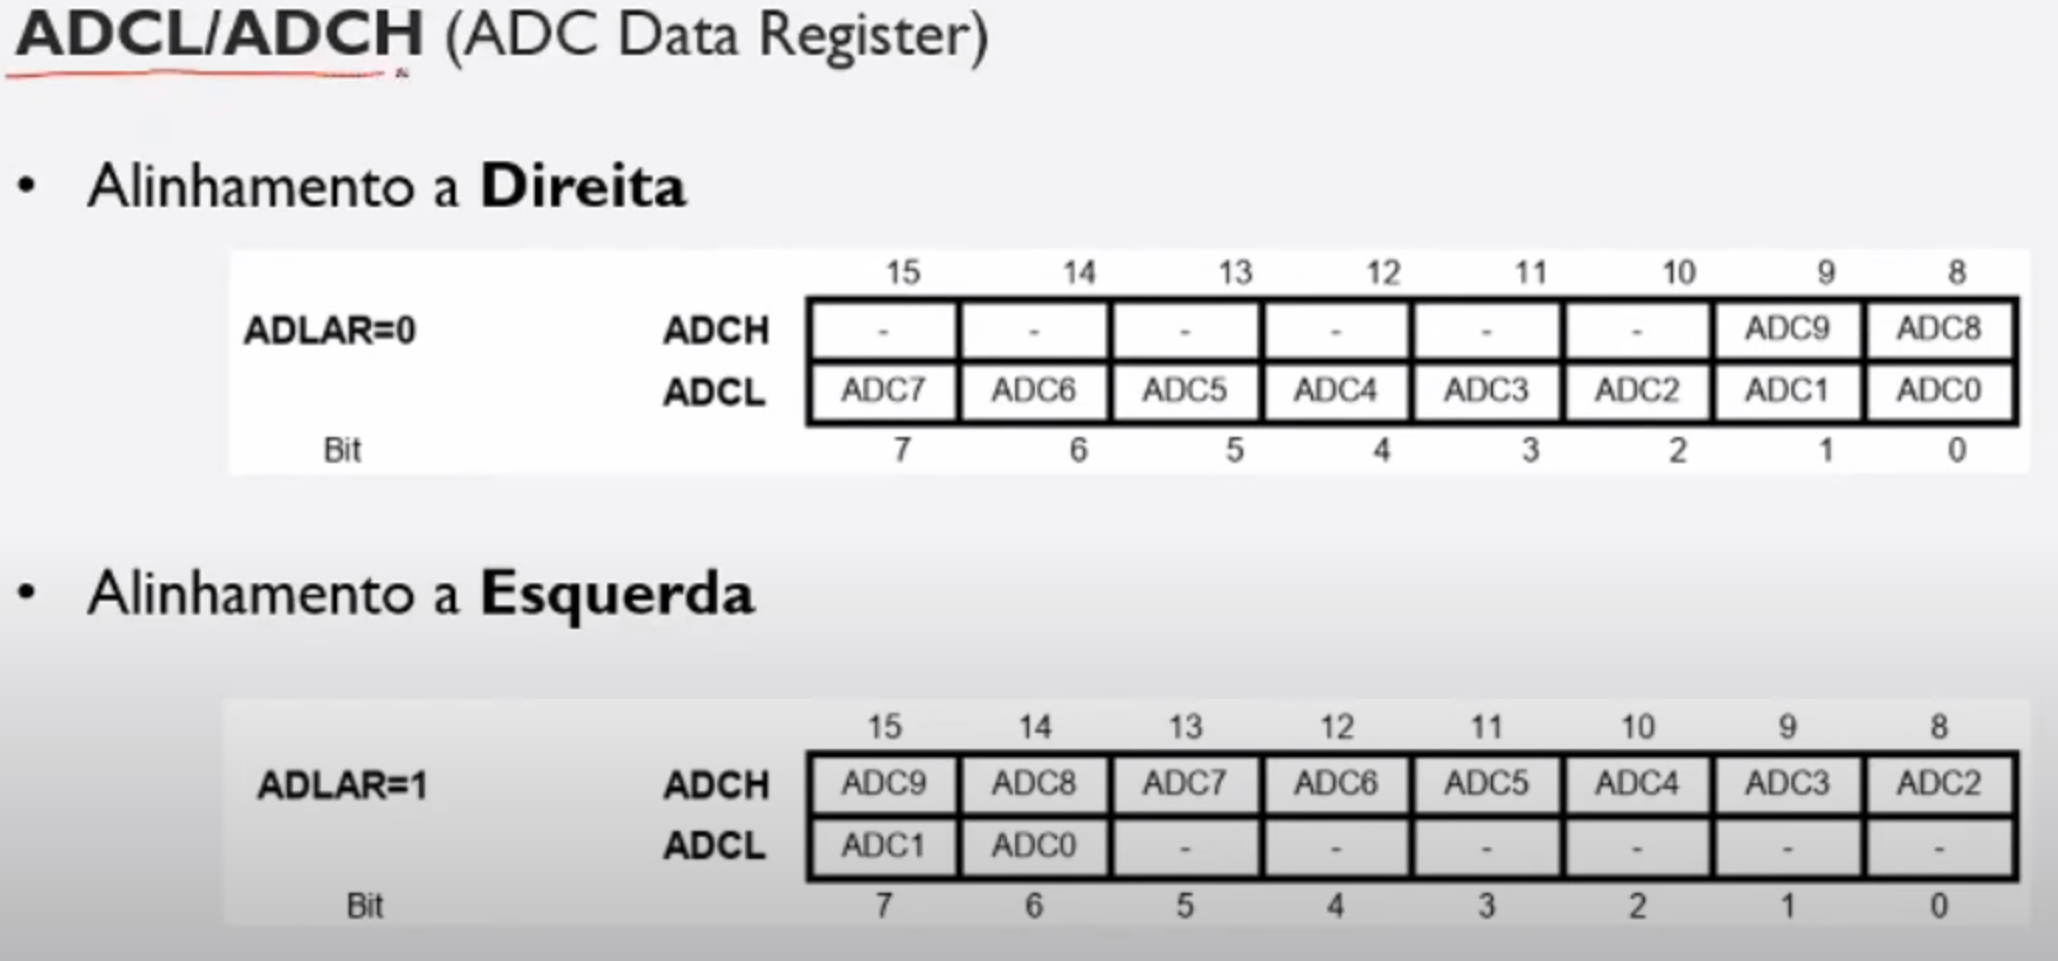 ADCL/ADCH (ADC Data Register)
• Alinhamento a Direita
15 14 13 12 11 10 9 8
ADLAR=0 ADCH - - - - - - ADC9 ADC8
ADCL ADC7 ADC6 ADC5 ADC4 ADC3 ADC2 ADC1 ADC0
Bit 7 6 5 4 3 2 1 0
• Alinhamento a Esquerda
15 14 13 12 11 10 9 8
ADLAR=1 ADCH ADC9 ADC8 ADC7 ADC6 ADC5 ADC4 ADC3 ADC2
ADCL ADC1 ADC0 - - - - - -
Bit 7 6 5 4 3 2 1 0